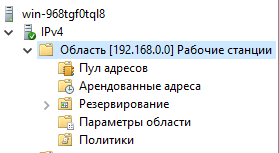 win-968tgf0tql8
IPv4
Область [192.168.0.0] Рабочие станции
Пул адресов
Арендованные адреса
Резервирование
Параметры области
Политики